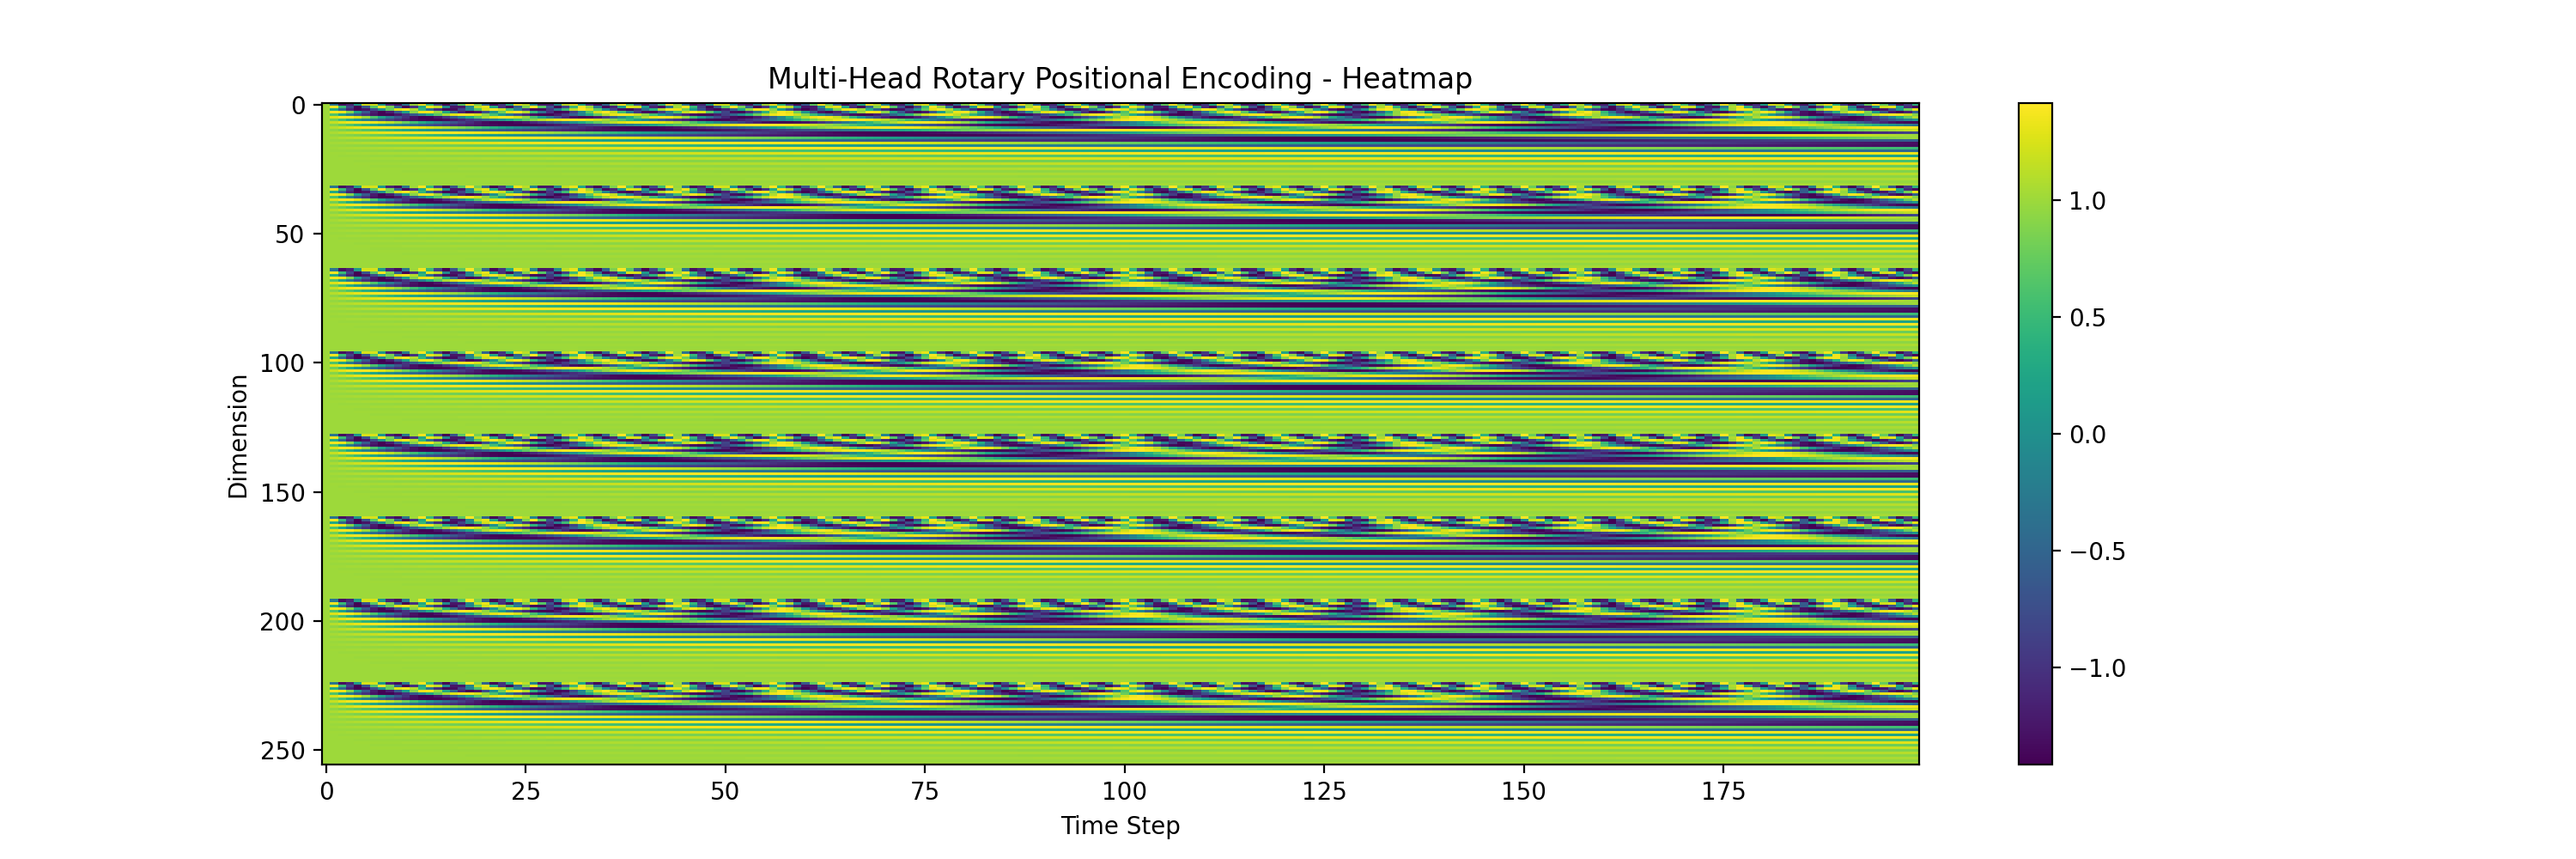 Multi-Head Rotary Positional Encoding - Heatmap
0
50
100
150
200
250
Dimension
0 25 50 75 100 125 150 175
Time Step
1.0
0.5
0.0
−0.5
−1.0